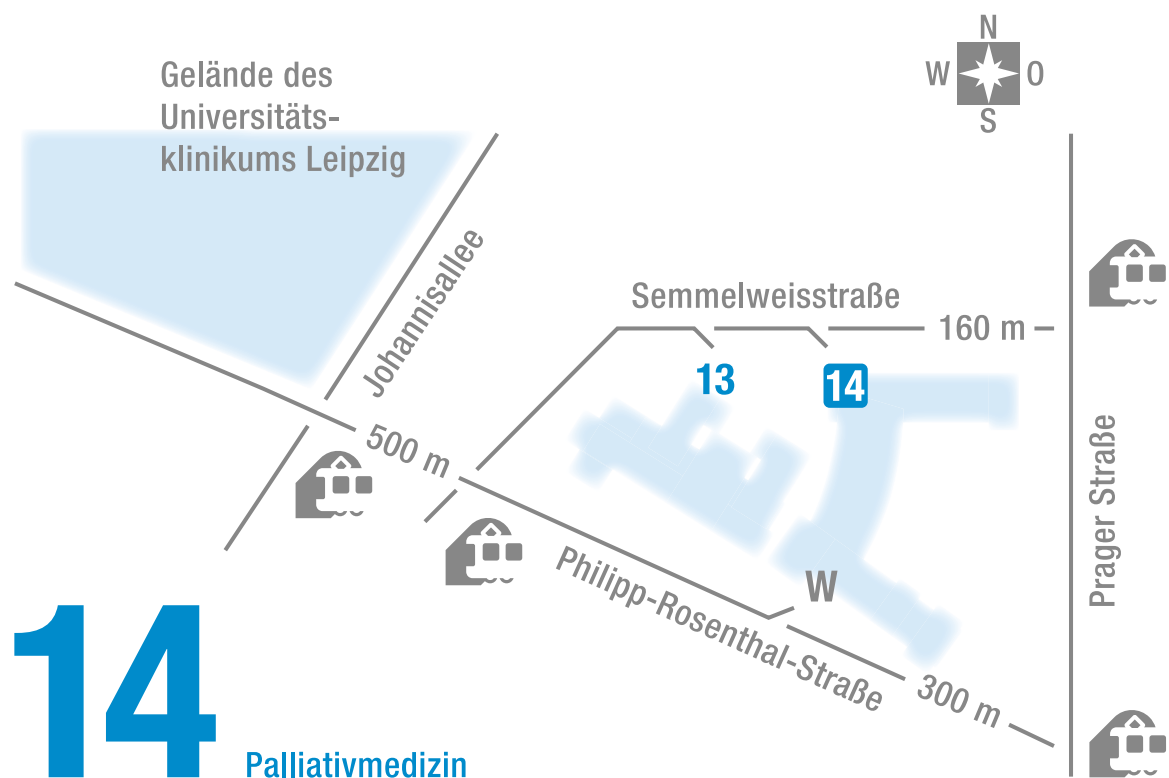 N
W O
S
Gelände des
Universitäts-
klinikums Leipzig
Johannisallee
Semmelweisstraße
160 m
13
14
500 m
Prager Straße
Philipp-Rosenthal-Straße
W
300 m
14
Palliativmedizin